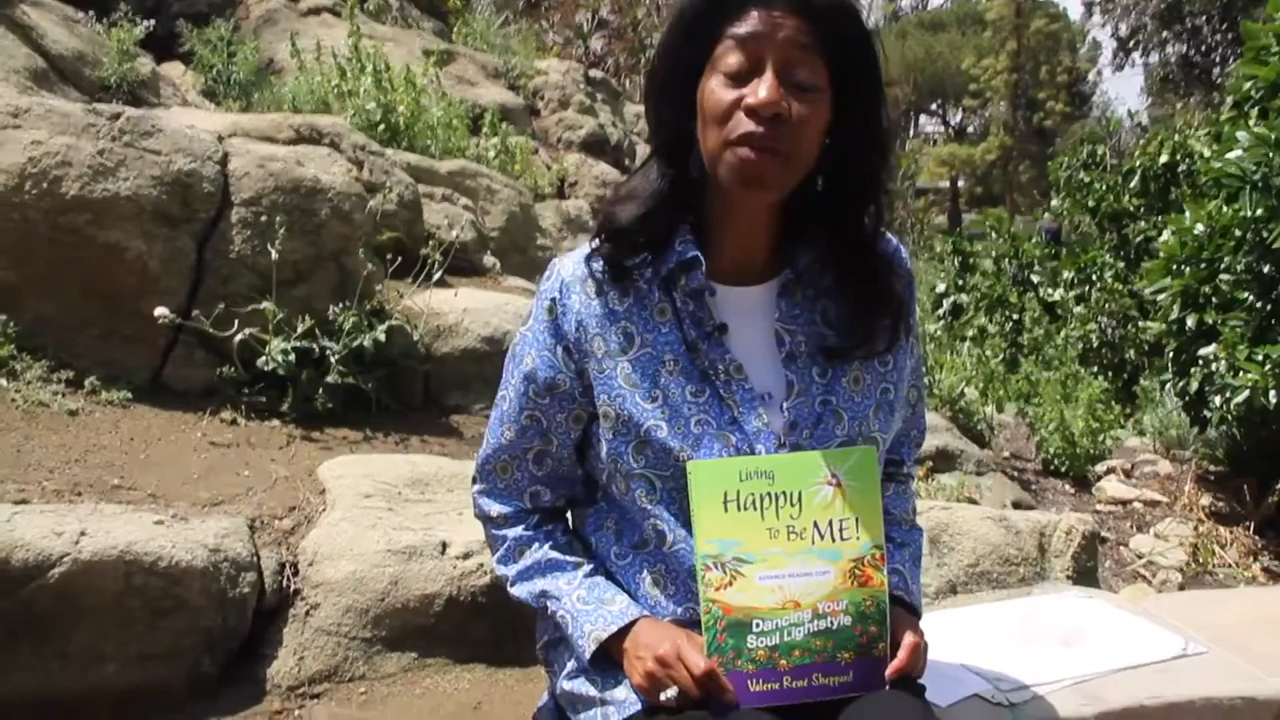 Living
Happy
To Be ME!
ADVANCE READING COPY
Dancing Your
Soul Lightstyle
Valerie René Sheppard